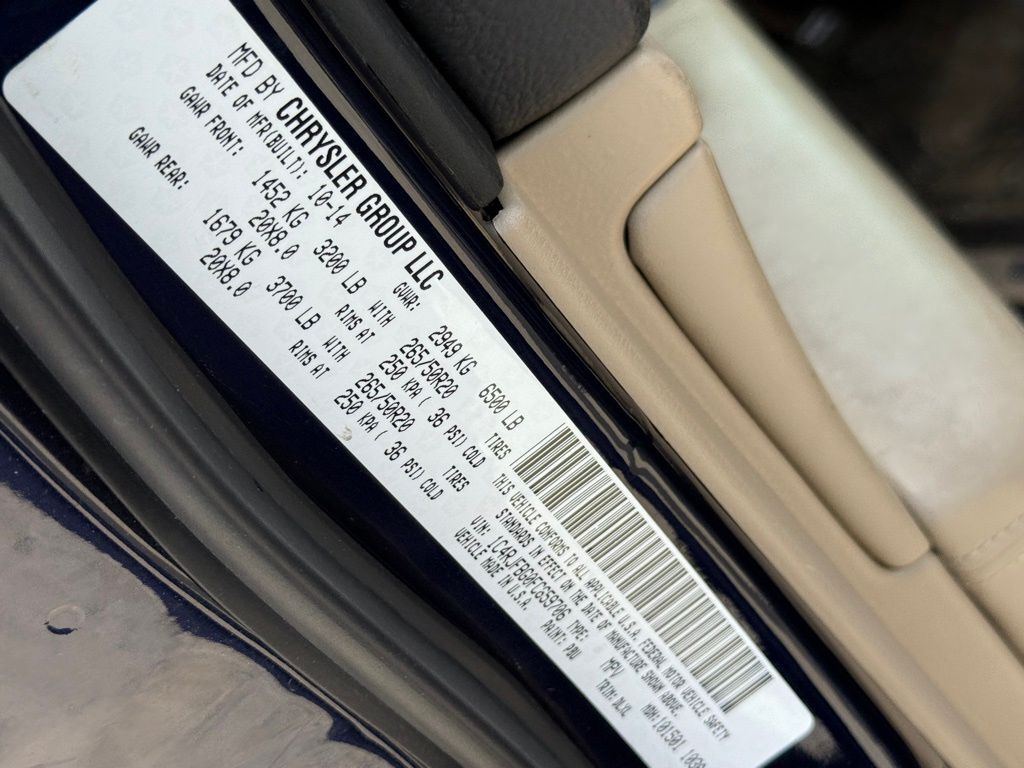 MFD BY CHRYSLER GROUP LLC
DATE OF MFR(BUILT): 10-14 GVWR: 2949 KG 6500 LB
GAWR FRONT: 1452 KG 3200 LB WITH 265/50R20 TIRES
20X8.0 RIMS AT 250 KPA ( 36 PSI) COLD
GAWR REAR: 1679 KG 3700 LB WITH 265/50R20 TIRES
20X8.0 RIMS AT 250 KPA ( 36 PSI) COLD
THIS VEHICLE CONFORMS TO ALL APPLICABLE U.S.A. FEDERAL MOTOR VEHICLE SAFETY
STANDARDS IN EFFECT ON THE DATE OF MANUFACTURE SHOWN ABOVE.
VIN: TYPE: MPV MDH: 101501
VEHICLE MADE IN U.S.A. PAINT: PBU TRIM: DLXL